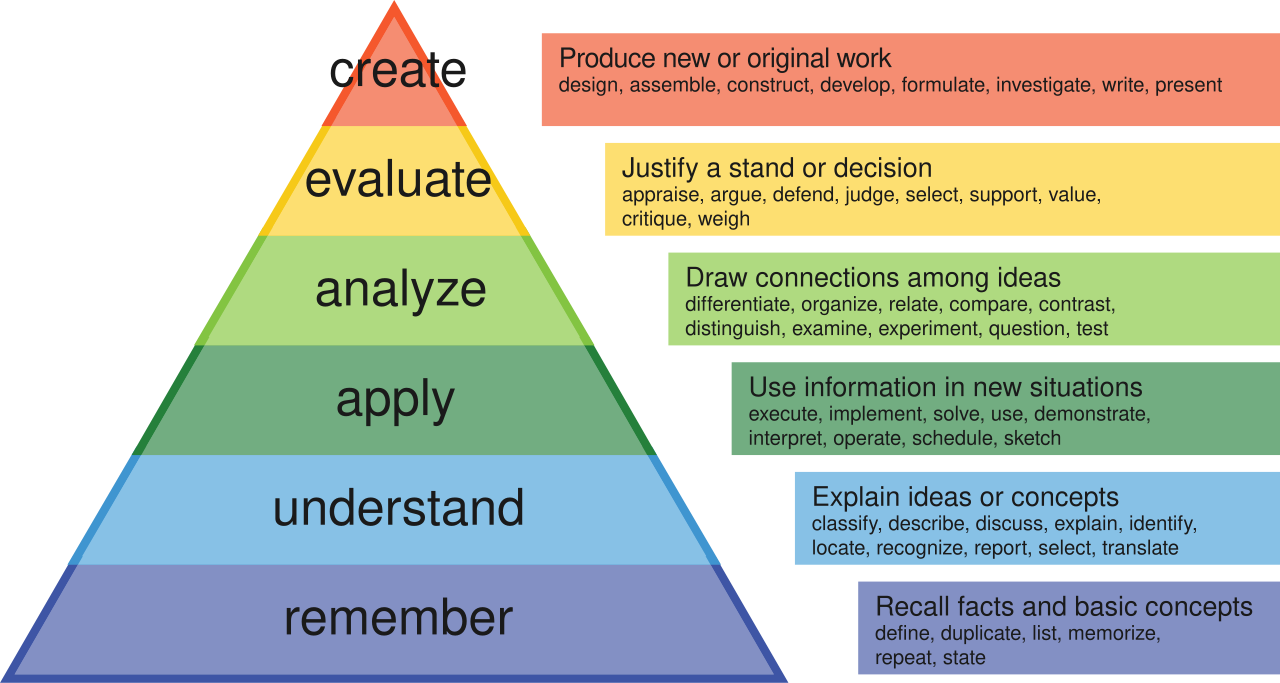 create
Produce new or original work
design, assemble, construct, develop, formulate, investigate, write, present
evaluate
Justify a stand or decision
appraise, argue, defend, judge, select, support, value,
critique, weigh
analyze
Draw connections among ideas
differentiate, organize, relate, compare, contrast,
distinguish, examine, experiment, question, test
apply
Use information in new situations
execute, implement, solve, use, demonstrate,
interpret, operate, schedule, sketch
understand
Explain ideas or concepts
classify, describe, discuss, explain, identify,
locate, recognize, report, select, translate
remember
Recall facts and basic concepts
define, duplicate, list, memorize,
repeat, state